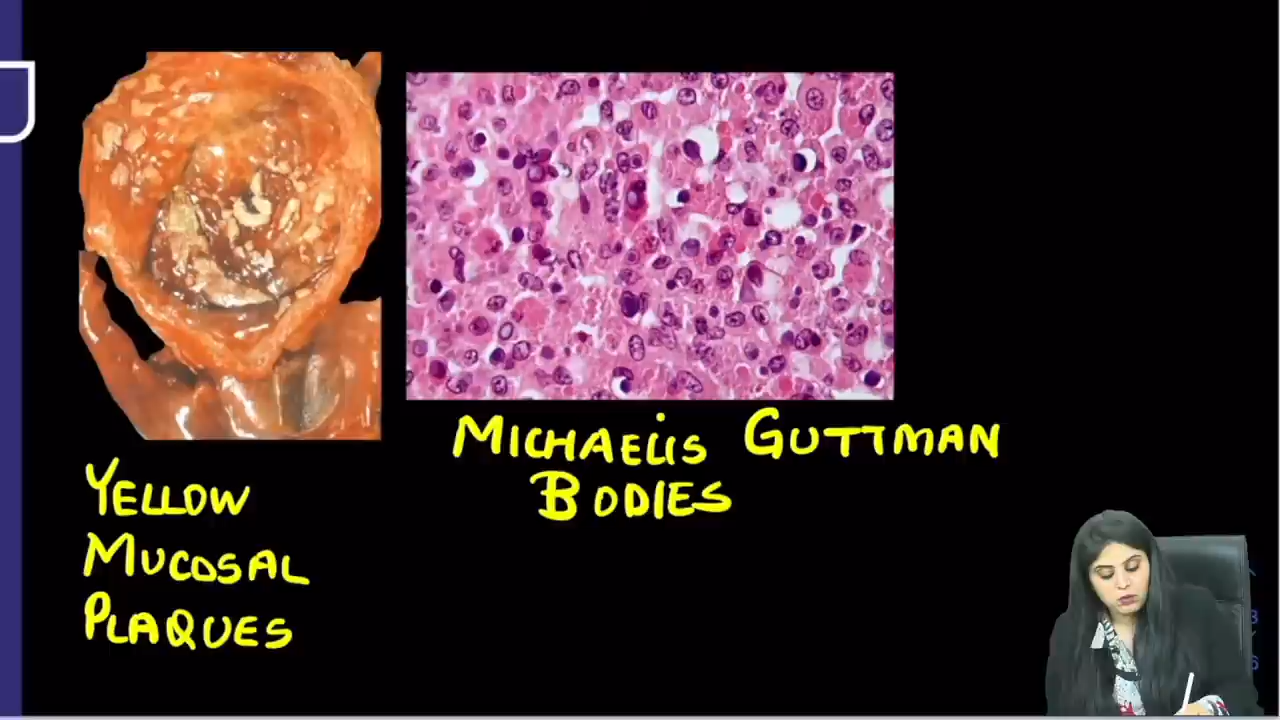 MICHAELIS GUTTMAN
BODIES
YELLOW
MUCOSAL
PLAQUES